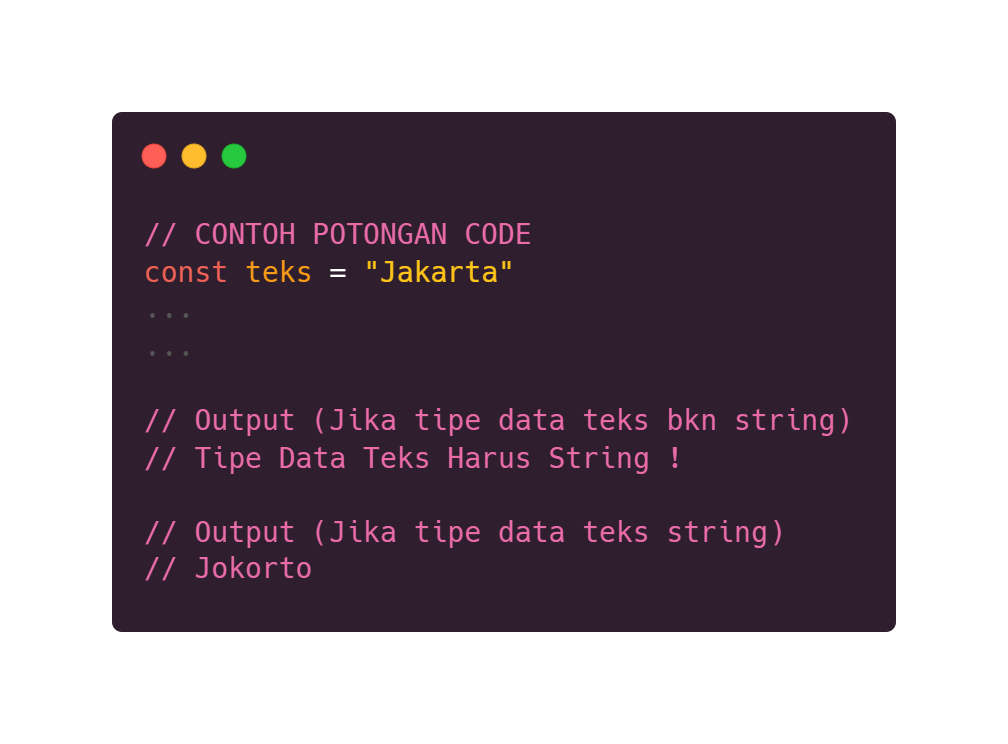 // CONTOH POTONGAN CODE
const teks = "Jakarta"
...
...
// Output (Jika tipe data teks bkn string)
// Tipe Data Teks Harus String !
// Output (Jika tipe data teks string)
// Jokorto